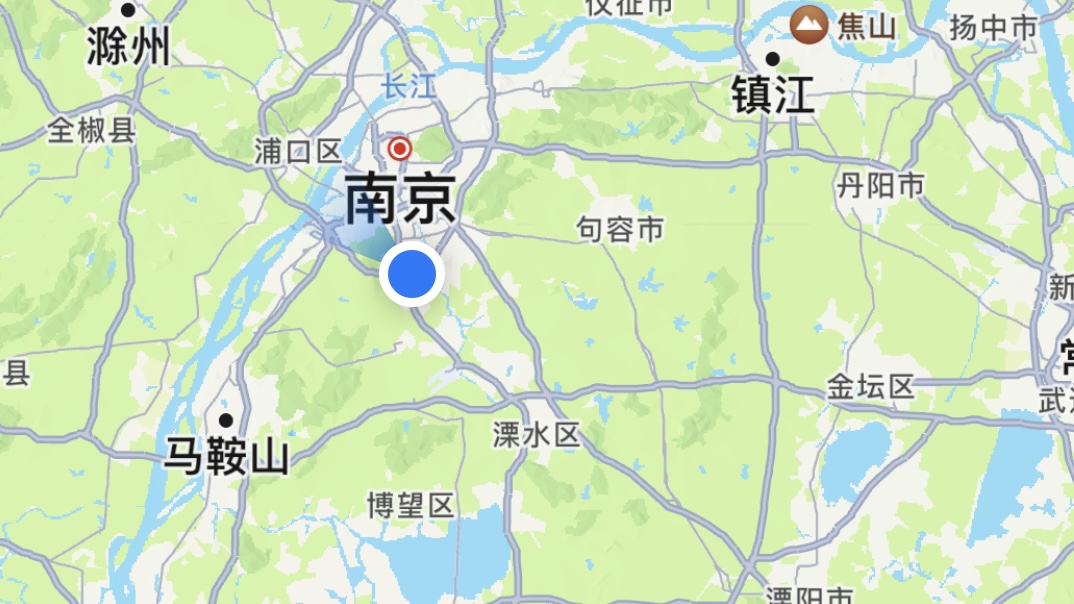 仪征市
焦山
扬中市
滁州
长江
镇江
全椒县
浦口区
南京
丹阳市
句容市
新
县
金坛区
常
武进
溧水区
马鞍山
博望区
溧阳市